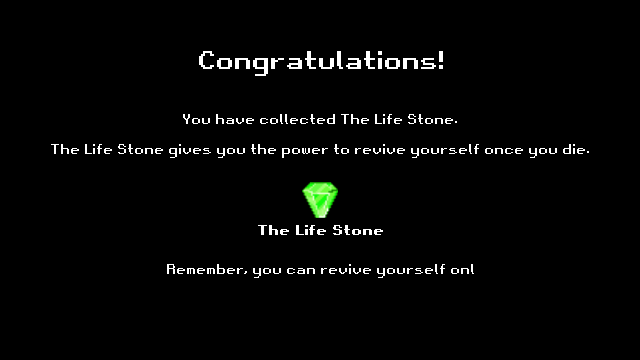 Congratulations!
You have collected The Life Stone.
The Life Stone gives you the power to revive yourself once you die.
The Life Stone
Remember, you can revive yourself onl